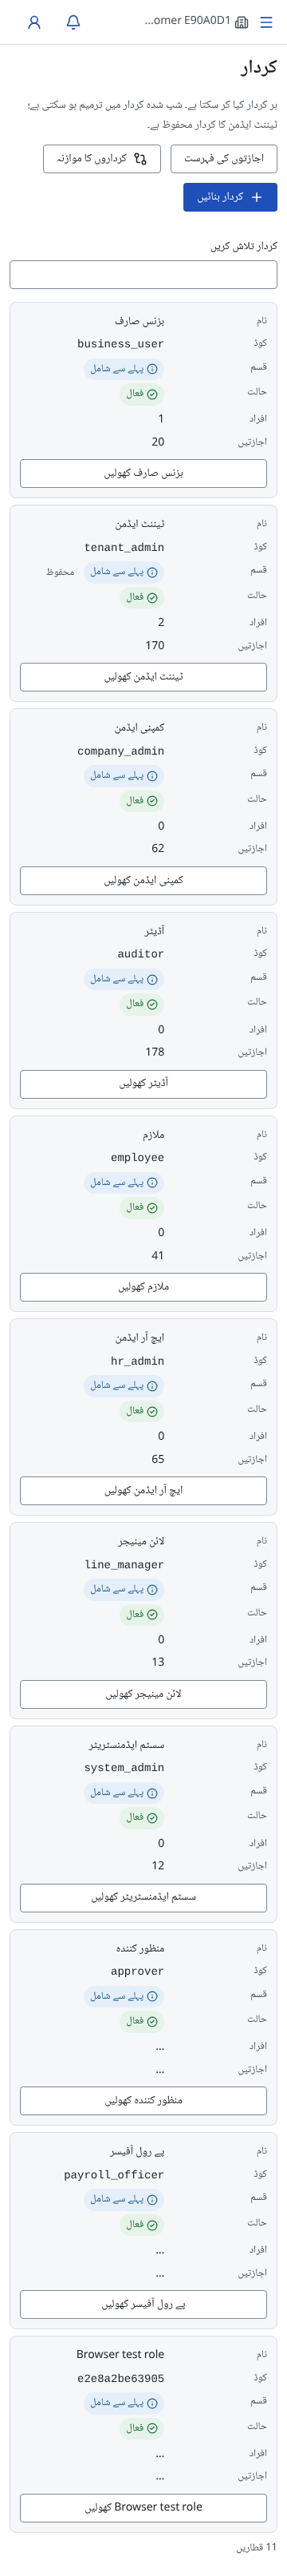 ...omer E90A0D1
کردار
ہر کردار کیا کر سکتا ہے۔ شپ شدہ کردار میں ترمیم ہو سکتی ہے؛
ٹیننٹ ایڈمن کا کردار محفوظ ہے۔
اجازتوں کی فہرست
کرداروں کا موازنہ
کردار بنائیں
کردار تلاش کریں
نام بزنس صارف
کوڈ business_user
قسم پہلے سے شامل
حالت فعال
افراد 1
اجازتیں 20
بزنس صارف کھولیں
نام ٹیننٹ ایڈمن
کوڈ tenant_admin
قسم پہلے سے شامل محفوظ
حالت فعال
افراد 2
اجازتیں 170
ٹیننٹ ایڈمن کھولیں
نام کمپنی ایڈمن
کوڈ company_admin
قسم پہلے سے شامل
حالت فعال
افراد 0
اجازتیں 62
کمپنی ایڈمن کھولیں
نام آڈیٹر
کوڈ auditor
قسم پہلے سے شامل
حالت فعال
افراد 0
اجازتیں 178
آڈیٹر کھولیں
نام ملازم
کوڈ employee
قسم پہلے سے شامل
حالت فعال
افراد 0
اجازتیں 41
ملازم کھولیں
نام ایچ آر ایڈمن
کوڈ hr_admin
قسم پہلے سے شامل
حالت فعال
افراد 0
اجازتیں 65
ایچ آر ایڈمن کھولیں
نام لائن مینیجر
کوڈ line_manager
قسم پہلے سے شامل
حالت فعال
افراد 0
اجازتیں 13
لائن مینیجر کھولیں
نام سسٹم ایڈمنسٹریٹر
کوڈ system_admin
قسم پہلے سے شامل
حالت فعال
افراد 0
اجازتیں 12
سسٹم ایڈمنسٹریٹر کھولیں
نام منظور کنندہ
کوڈ approver
قسم پہلے سے شامل
حالت فعال
افراد ...
اجازتیں ...
منظور کنندہ کھولیں
نام پے رول آفیسر
کوڈ payroll_officer
قسم پہلے سے شامل
حالت فعال
افراد ...
اجازتیں ...
پے رول آفیسر کھولیں
نام Browser test role
کوڈ e2e8a2be63905
قسم پہلے سے شامل
حالت فعال
افراد ...
اجازتیں ...
Browser test role کھولیں
11 قطاریں